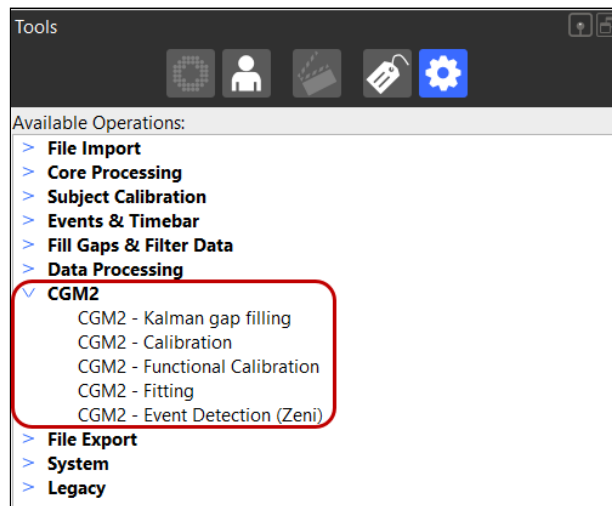 Tools
Available Operations:
> File Import
> Core Processing
> Subject Calibration
> Events & Timebar
> Fill Gaps & Filter Data
> Data Processing
CGM2
CGM2 - Kalman gap filling
CGM2 - Calibration
CGM2 - Functional Calibration
CGM2 - Fitting
CGM2 - Event Detection (Zeni)
> File Export
> System
> Legacy